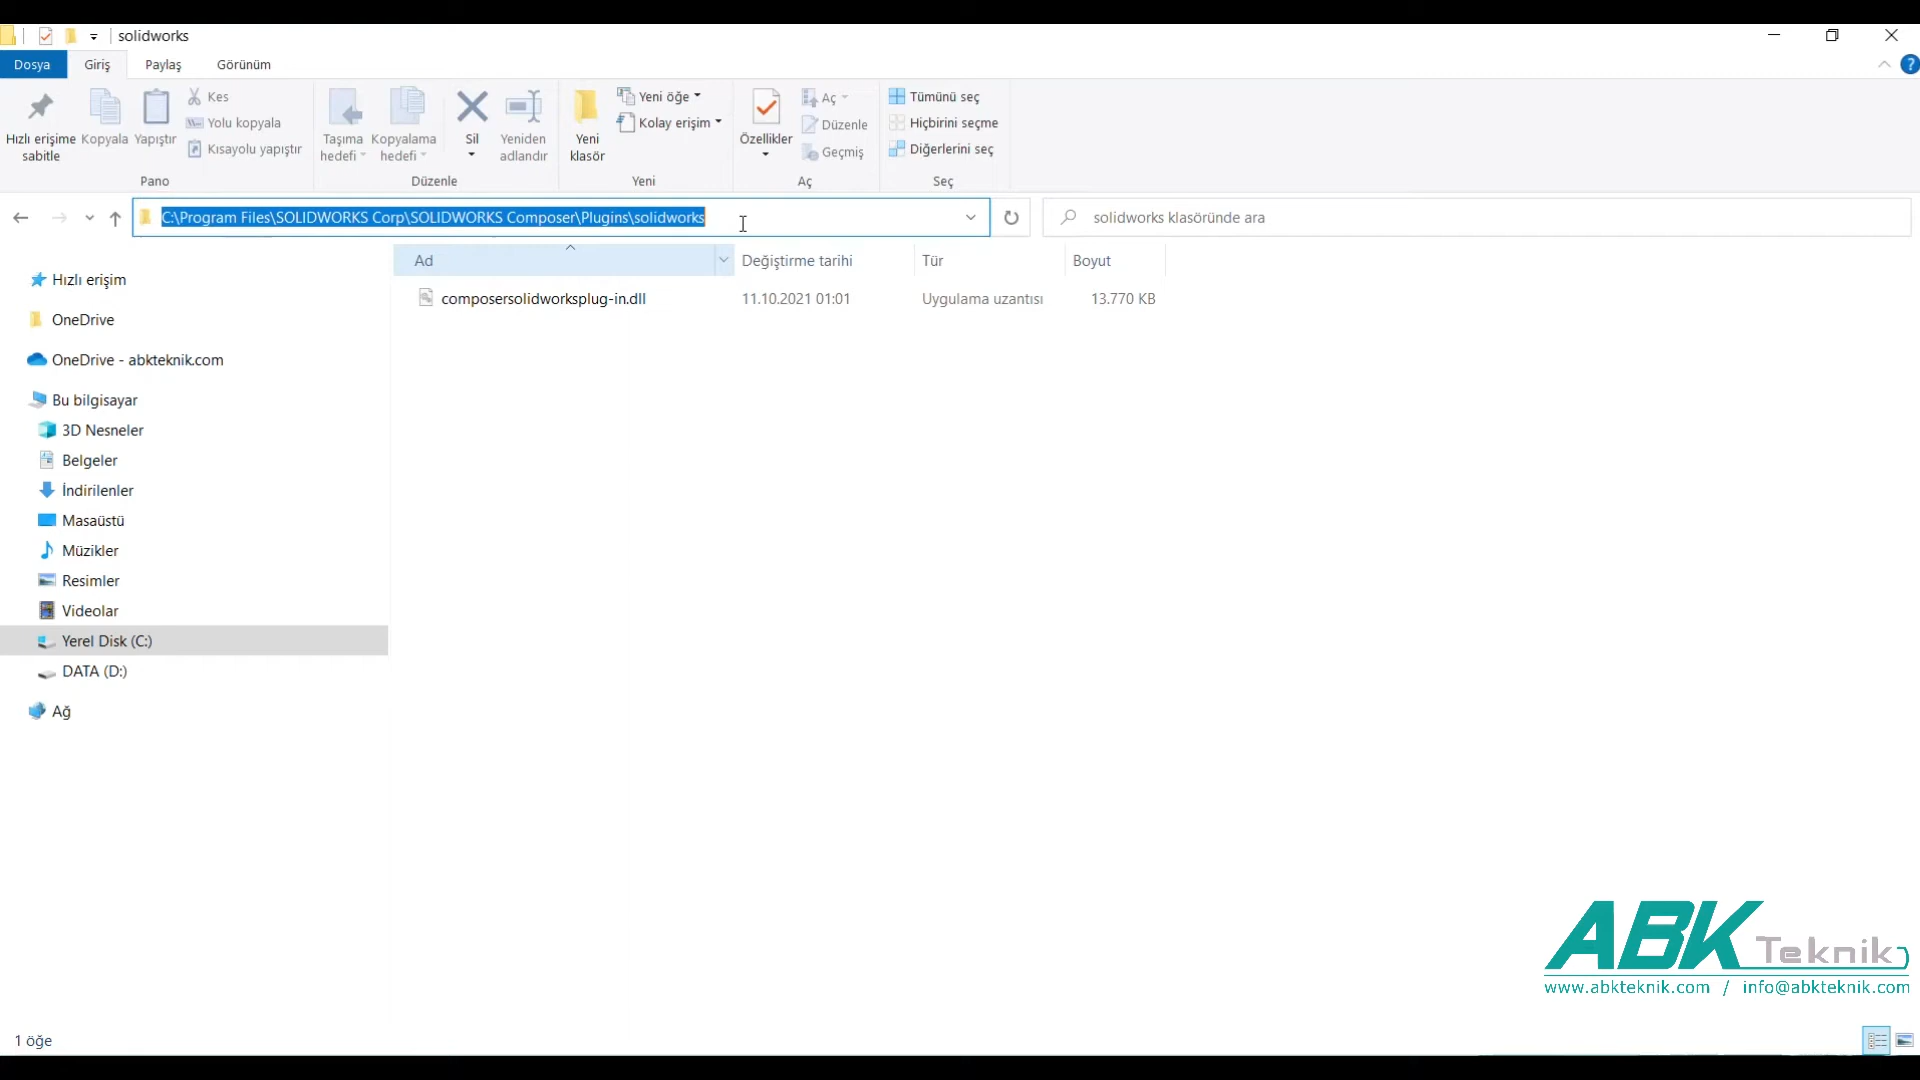 solidworks
Dosya Giriş Paylaş Görünüm
Hızlı erişime sabitle
Kopyala
Yapıştır
Kes
Yolu kopyala
Kısayolu yapıştır
Pano
Taşıma hedefi
Kopyalama hedefi
Sil
Yeniden adlandır
Düzenle
Yeni klasör
Yeni öğe
Kolay erişim
Yeni
Özellikler
Aç
Düzenle
Geçmiş
Aç
Tümünü seç
Hiçbirini seçme
Diğerlerini seç
Seç
C:\Program Files\SOLIDWORKS Corp\SOLIDWORKS Composer\Plugins\solidworks
solidworks klasöründe ara
Ad Değiştirme tarihi Tür Boyut
composersolidworksplug-in.dll 11.10.2021 01:01 Uygulama uzantısı 13.770 KB
Hızlı erişim
OneDrive
OneDrive - abkteknik.com
Bu bilgisayar
3D Nesneler
Belgeler
İndirilenler
Masaüstü
Müzikler
Resimler
Videolar
Yerel Disk (C:)
DATA (D:)
Ağ
ABK Teknik
www.abkteknik.com / info@abkteknik.com
1 öğe